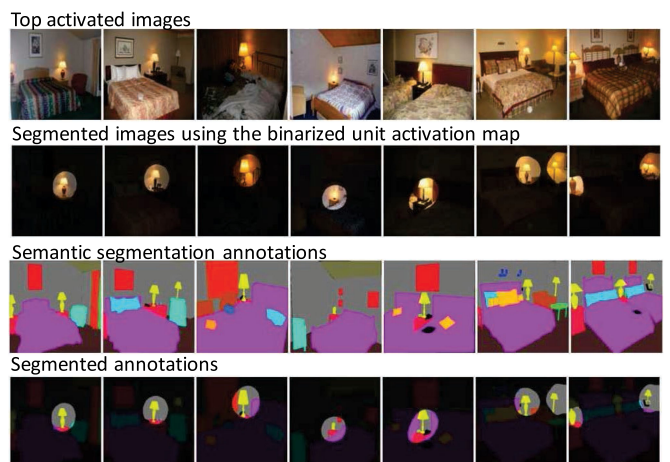 Top activated images
Segmented images using the binarized unit activation map
Semantic segmentation annotations
Segmented annotations